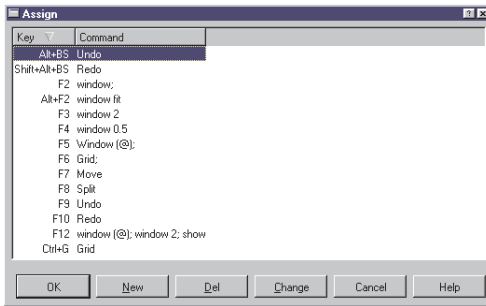 Assign
Key Command
Alt+BS Undo
Shift+Alt+BS Redo
F2 window;
Alt+F2 window fit
F3 window 2
F4 window 0.5
F5 Window (@);
F6 Grid;
F7 Move
F8 Split
F9 Undo
F10 Redo
F12 window (@); window 2; show
Ctrl+G Grid
OK New Del Change Cancel Help